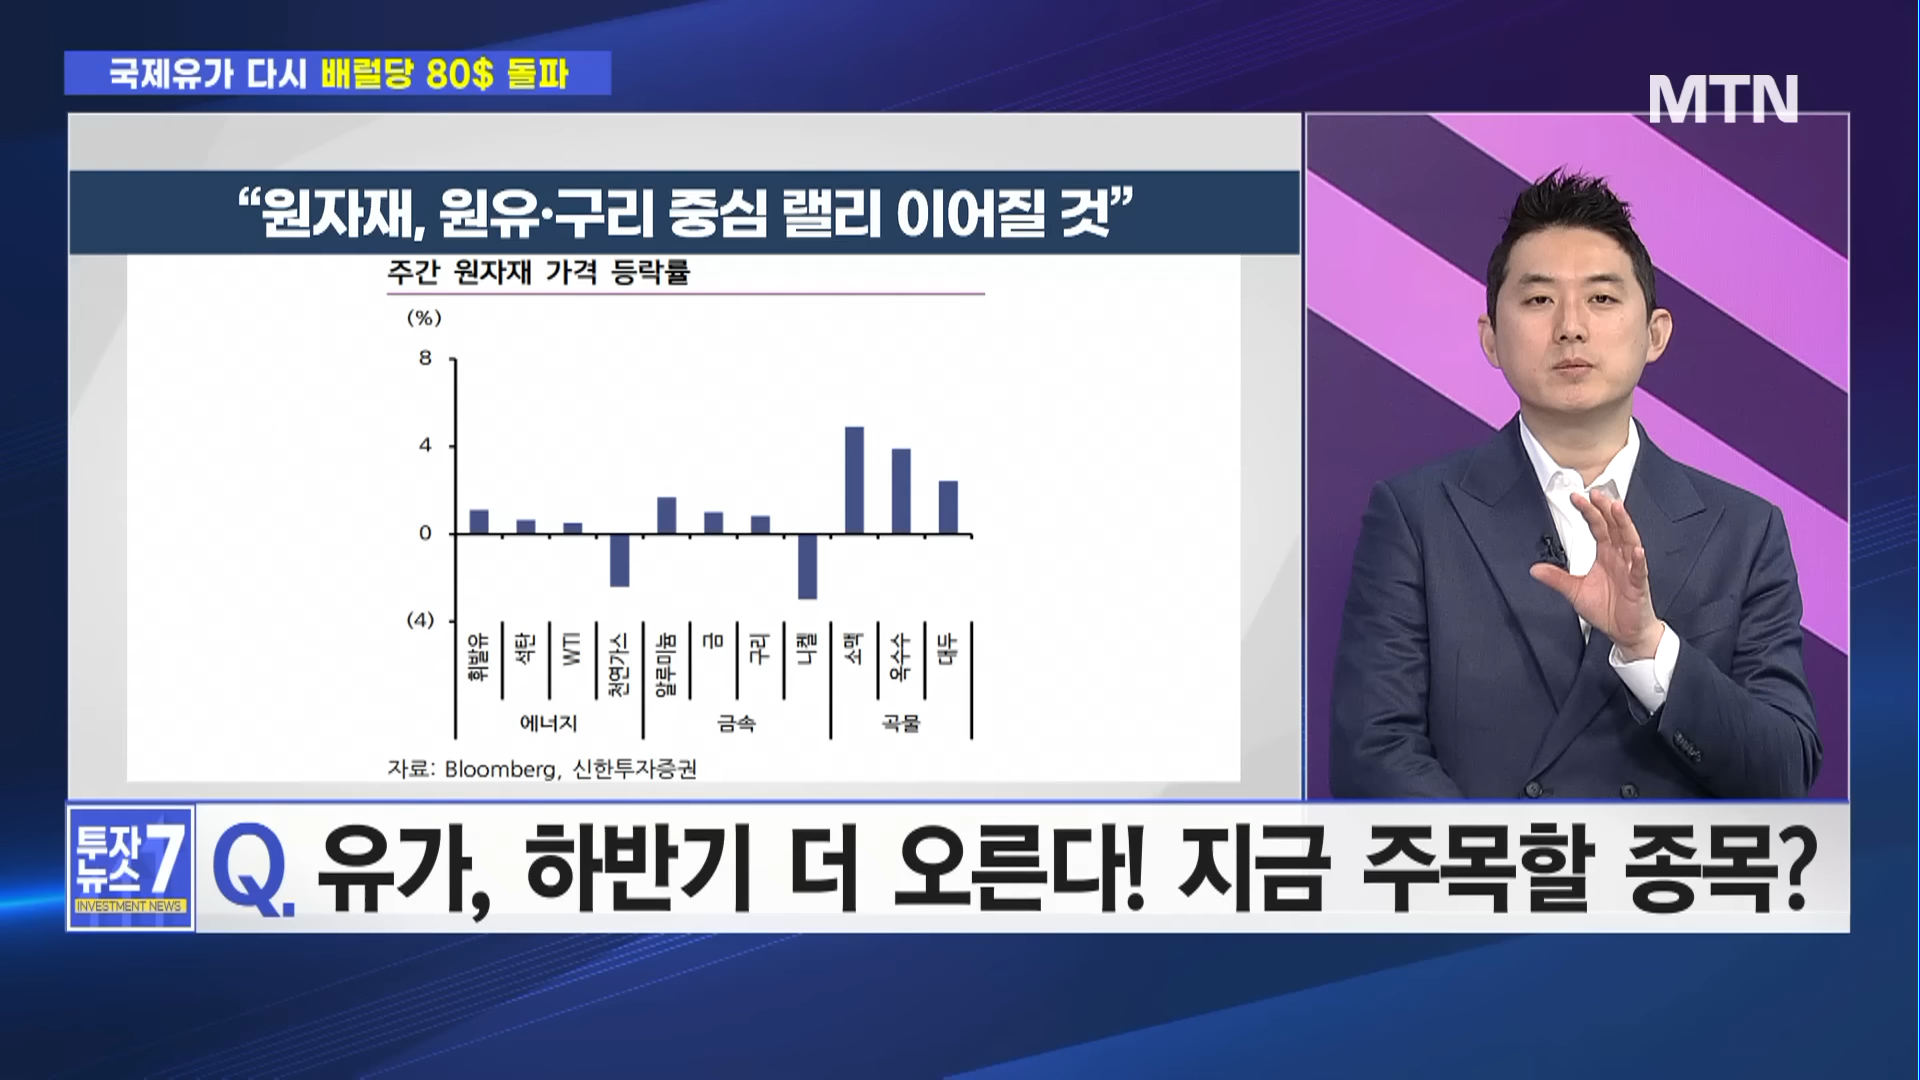 국제유가 다시 배럴당 80$ 돌파
MTN
“원자재, 원유·구리 중심 랠리 이어질 것”
주간 원자재 가격 등락률
(%)
8
4
0
(4)
휘발유
석탄
WTI
천연가스
알루미늄
금
구리
니켈
소맥
옥수수
대두
에너지
금속
곡물
자료: Bloomberg, 신한투자증권
투자
뉴스 7
INVESTMENT NEWS
Q. 유가, 하반기 더 오른다! 지금 주목할 종목?